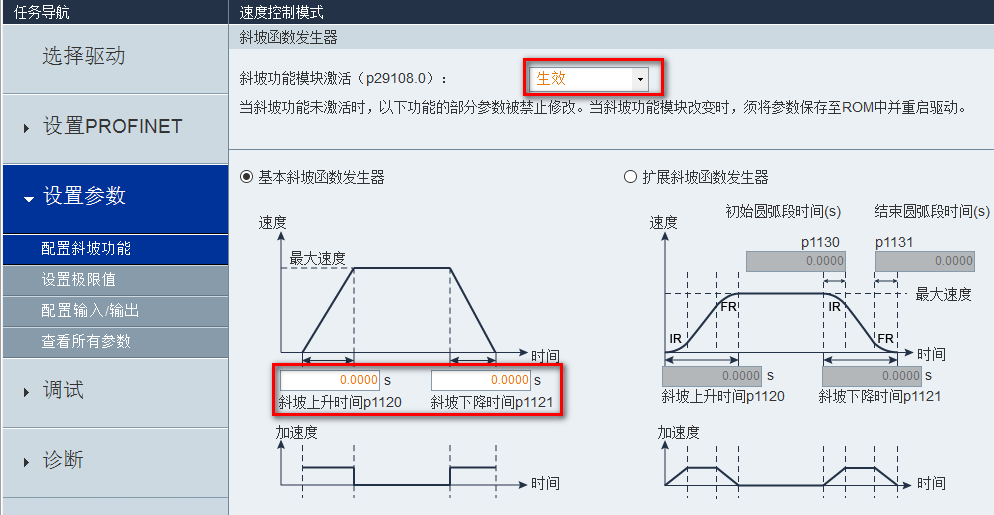 任务导航
选择驱动
设置PROFINET
设置参数
配置斜坡功能
设置极限值
配置输入/输出
查看所有参数
调试
诊断
速度控制模式
斜坡函数发生器
斜坡功能模块激活（p29108.0）： 生效
当斜坡功能未激活时，以下功能的部分参数被禁止修改。当斜坡功能模块改变时，须将参数保存至ROM中并重启驱动。
基本斜坡函数发生器
速度
最大速度
时间
0.0000 s 0.0000 s
斜坡上升时间p1120 斜坡下降时间p1121
加速度
时间
扩展斜坡函数发生器
初始圆弧段时间(s) 结束圆弧段时间(s)
速度
p1130 p1131
0.0000 0.0000
最大速度
FR IR
IR FR
时间
0.0000 s 0.0000 s
斜坡上升时间p1120 斜坡下降时间p1121
加速度
时间